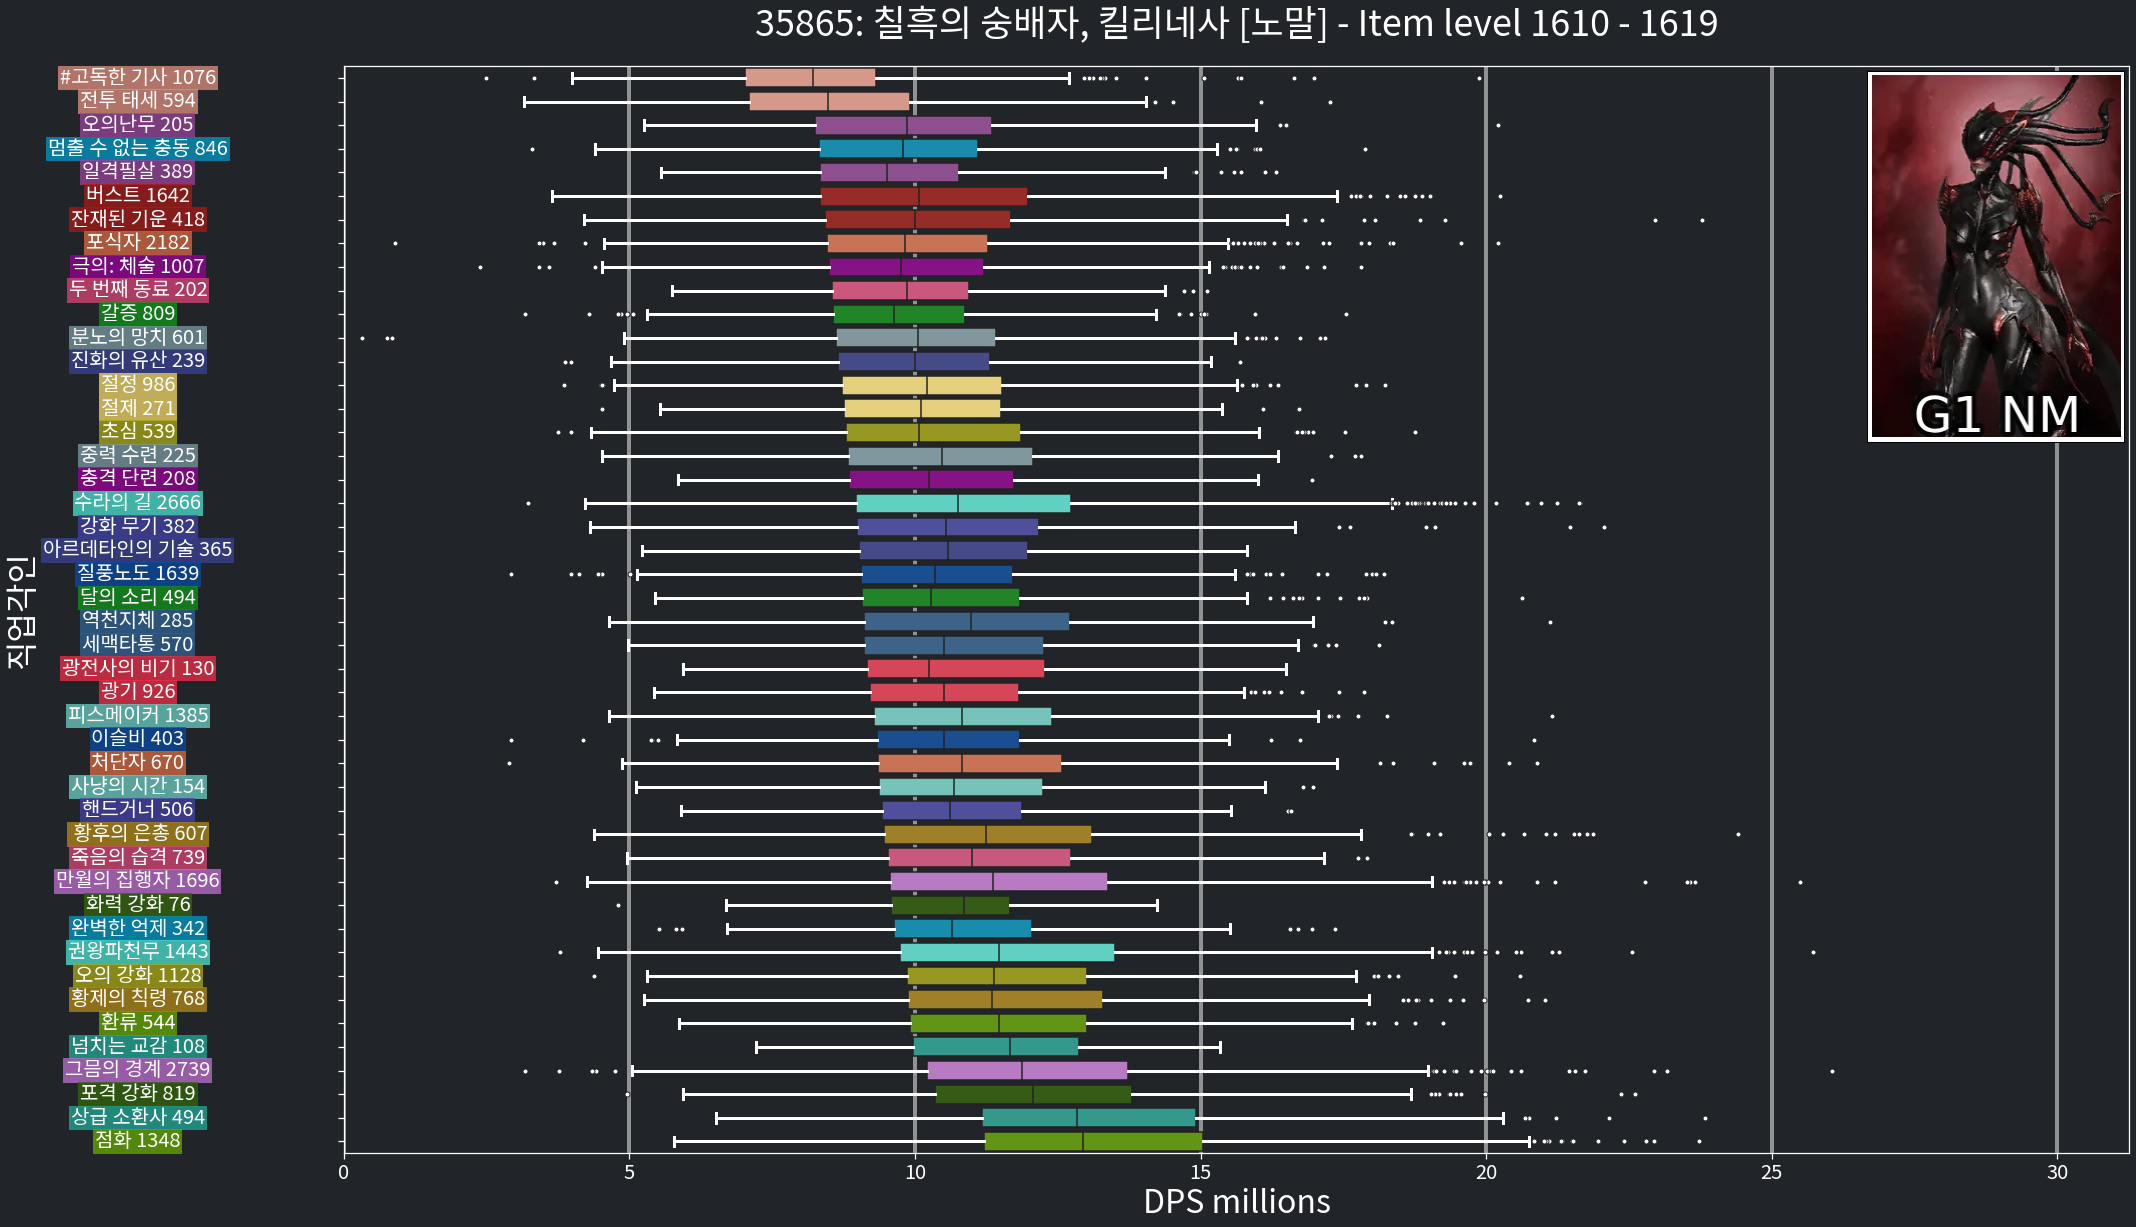 35865: 칠흑의 숭배자, 킬리네사 [노말] - Item level 1610 - 1619
#고독한 기사 1076
전투 태세 594
오의난무 205
멈출 수 없는 충동 846
일격필살 389
버스트 1642
잔재된 기운 418
포식자 2182
극의: 체술 1007
두 번째 동료 202
갈증 809
분노의 망치 601
진화의 유산 239
절정 986
절제 271
초심 539
중력 수련 225
충격 단련 208
수라의 길 2666
강화 무기 382
아르데타인의 기술 365
질풍노도 1639
달의 소리 494
역천지체 285
세맥타통 570
광전사의 비기 130
광기 926
피스메이커 1385
이슬비 403
처단자 670
사냥의 시간 154
핸드거너 506
황후의 은총 607
죽음의 습격 739
만월의 집행자 1696
화력 강화 76
완벽한 억제 342
권왕파천무 1443
오의 강화 1128
황제의 칙령 768
환류 544
넘치는 교감 108
그믐의 경계 2739
포격 강화 819
상급 소환사 494
점화 1348
직업각인
G1 NM
0 5 10 15 20 25 30
DPS millions